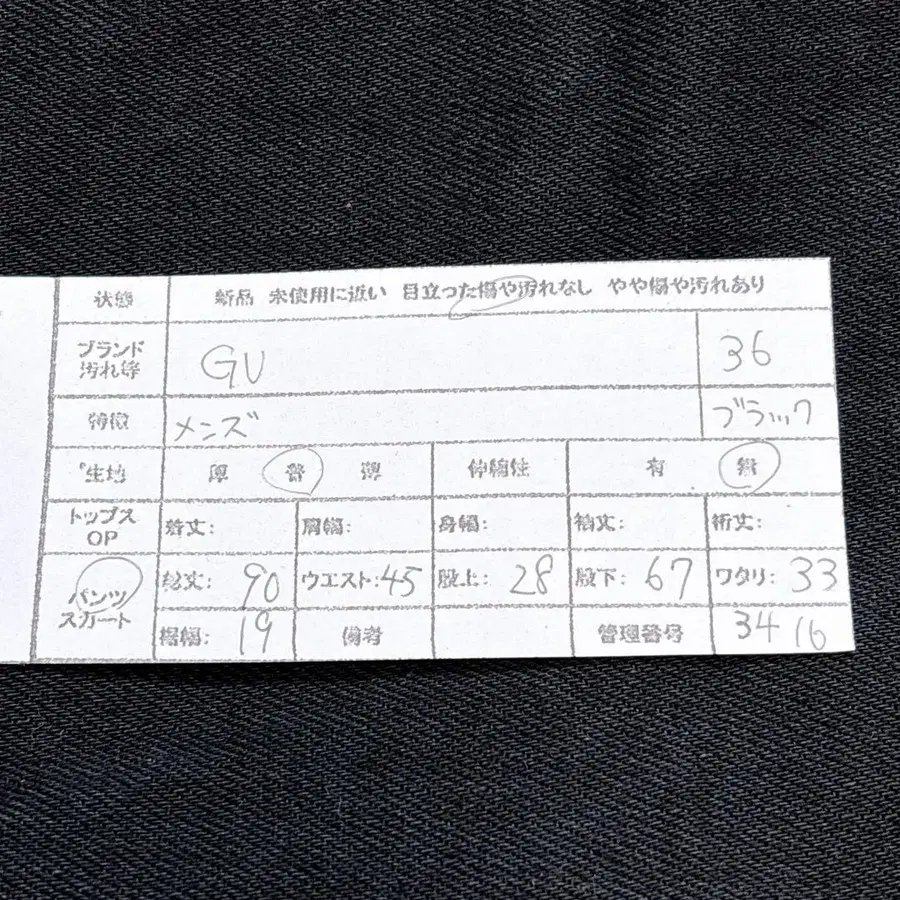 状態 新品 未使用に近い 目立った傷や汚れなし やや傷や汚れあり
ブランド
汚れ等 GU 36
特徴 メンズ ブラック
生地 厚 普 薄 伸縮性 有 無
トップス
OP 着丈: 肩幅: 身幅: 袖丈: 裄丈:
パンツ
スカート 総丈: 90 ウエスト: 45 股上: 28 股下: 67 ワタリ: 33
裾幅: 19 備考 管理番号 34 16